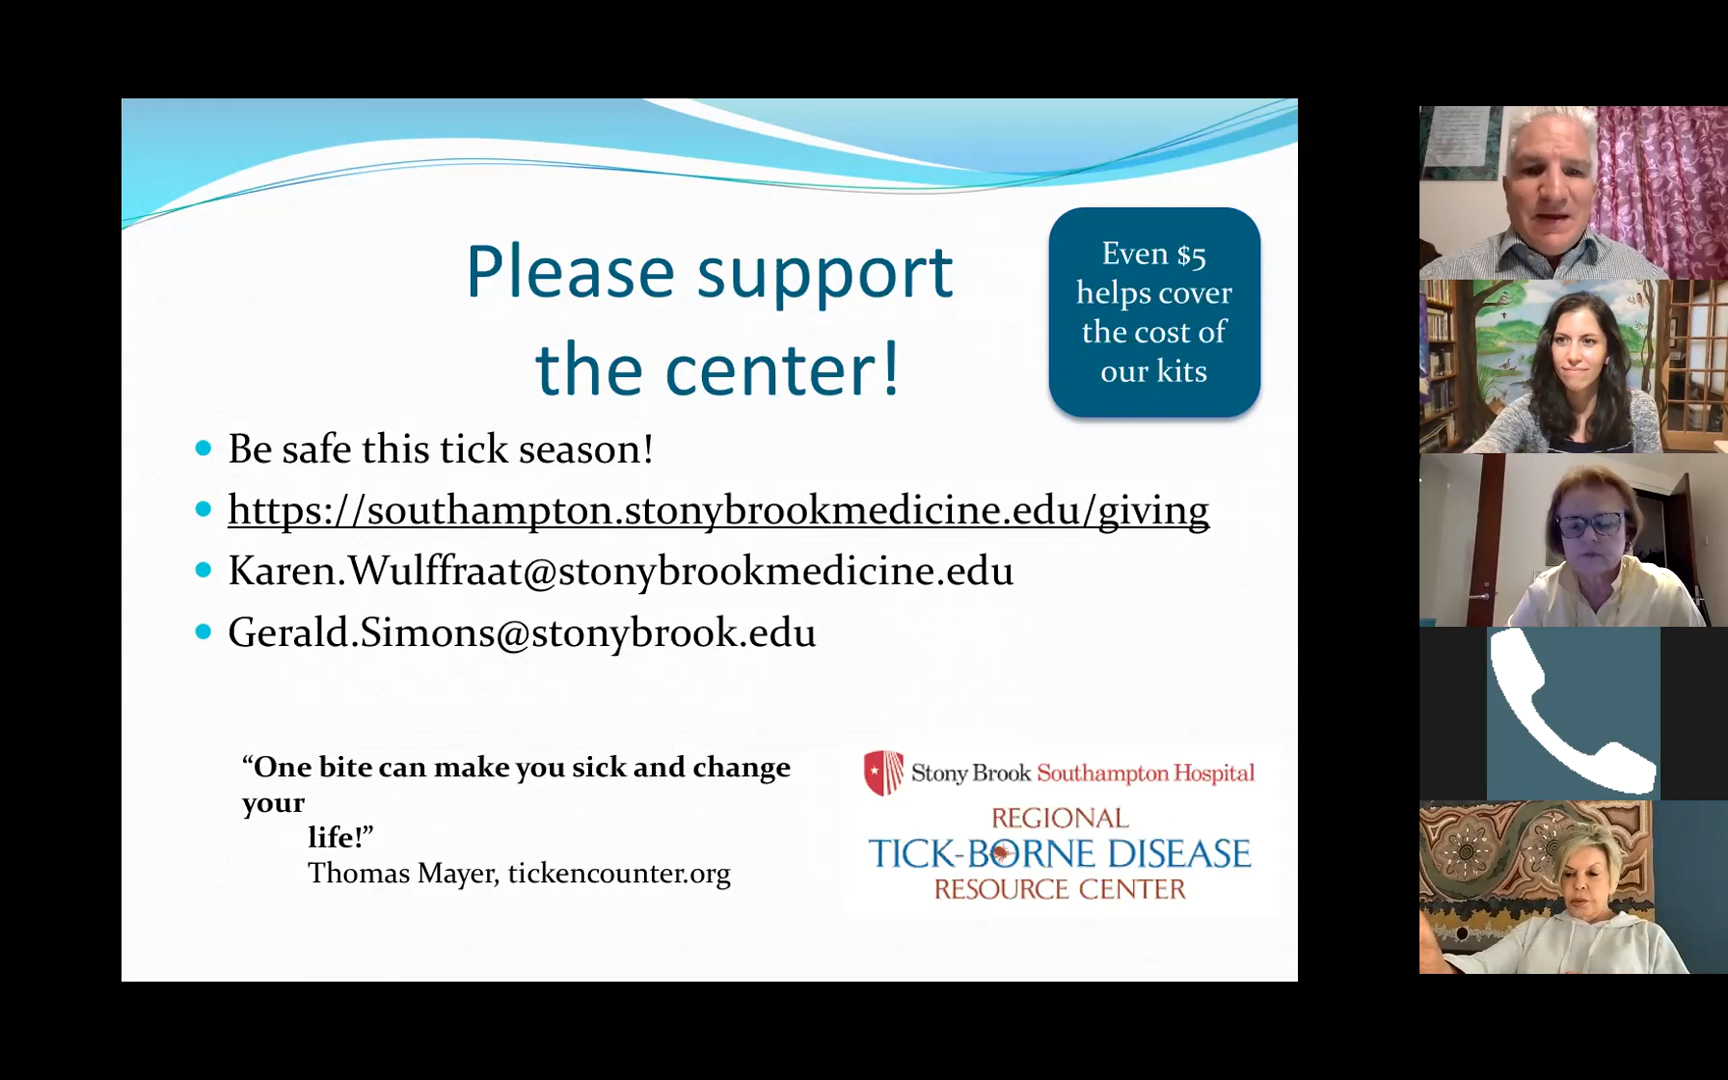 Please support
the center!
Even $5
helps cover
the cost of
our kits
Be safe this tick season!
https://southampton.stonybrookmedicine.edu/giving
Karen.Wulffraat@stonybrookmedicine.edu
Gerald.Simons@stonybrook.edu
“One bite can make you sick and change
your
life!”
Thomas Mayer, tickencounter.org
Stony Brook Southampton Hospital
REGIONAL
TICK-BORNE DISEASE
RESOURCE CENTER